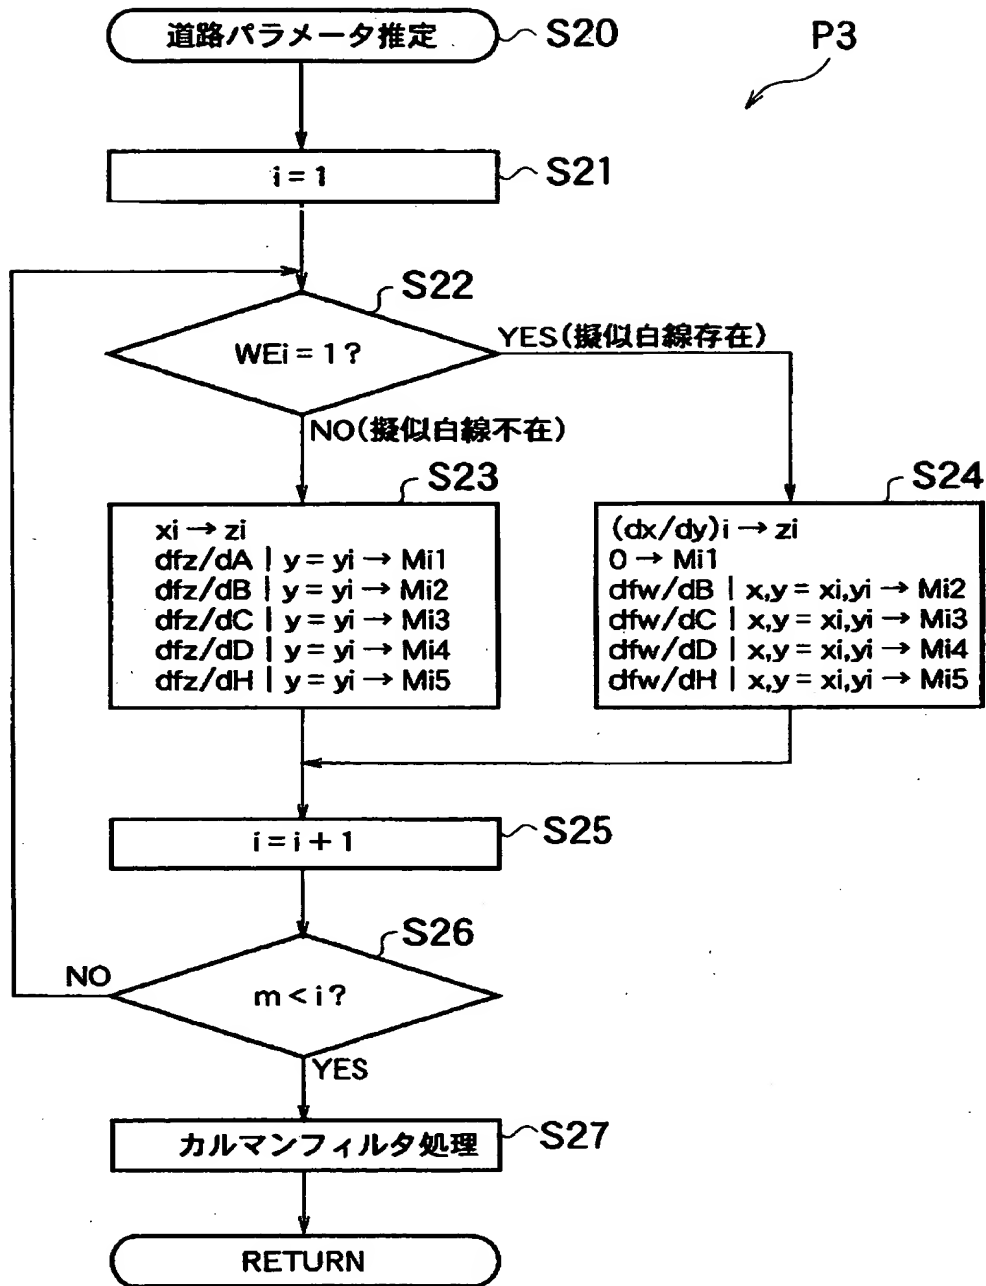 道路パラメータ推定
S20
P3
i = 1
S21
S22
WEi = 1 ?
YES(擬似白線存在)
NO(擬似白線不在)
S23
xi → zi
dfz/dA | y = yi → Mi1
dfz/dB | y = yi → Mi2
dfz/dC | y = yi → Mi3
dfz/dD | y = yi → Mi4
dfz/dH | y = yi → Mi5
S24
(dx/dy)i → zi
0 → Mi1
dfw/dB | x,y = xi,yi → Mi2
dfw/dC | x,y = xi,yi → Mi3
dfw/dD | x,y = xi,yi → Mi4
dfw/dH | x,y = xi,yi → Mi5
i = i + 1
S25
S26
NO
m < i?
YES
カルマンフィルタ処理
S27
RETURN